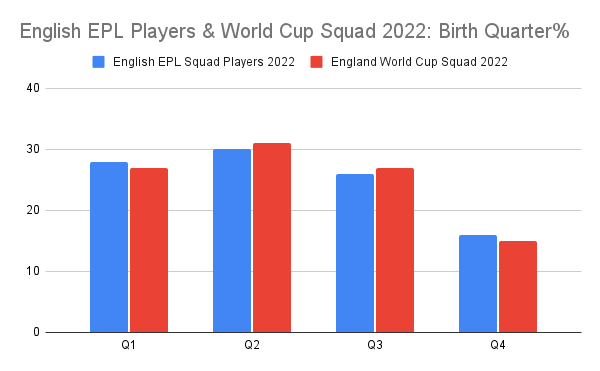 English EPL Players & World Cup Squad 2022: Birth Quarter%
English EPL Squad Players 2022 England World Cup Squad 2022
40
30
20
10
0
Q1 Q2 Q3 Q4